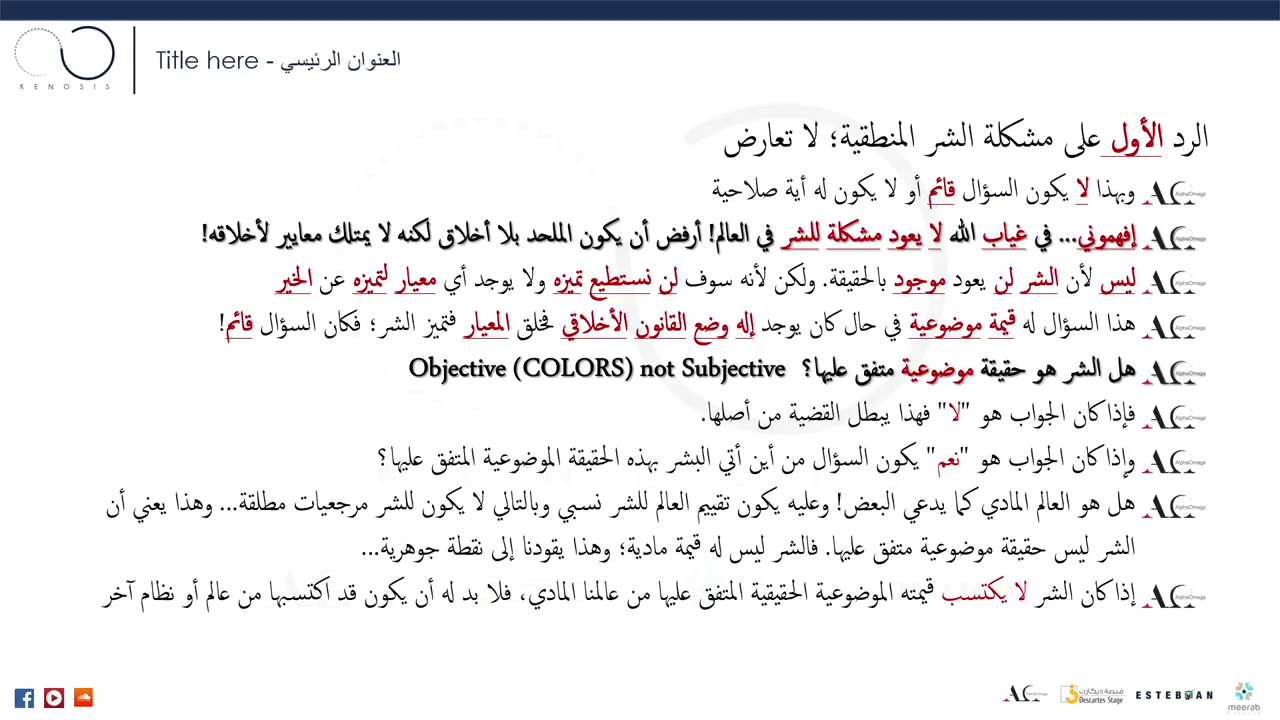 KENOSIS
العنوان الرئيسي - Title here
الرد الأول على مشكلة الشر المنطقية؛ لا تعارض
وبهذا لا يكون السؤال قائم أو لا يكون له أية صلاحية
إفهموني... في غياب الله لا يعود مشكلة للشر في العالم! أرفض أن يكون الملحد بلا أخلاق لكنه لا يمتلك معايير لأخلاقه!
ليس لأن الشر لن يعود موجود بالحقيقة. ولكن لأنه سوف لن نستطيع تميزه ولا يوجد أي معيار لتميزه عن الخير
هذا السؤال له قيمة موضوعية في حال كان يوجد إله وضع القانون الأخلاقي فخلق المعيار فتميز الشر؛ فكان السؤال قائم!
هل الشر هو حقيقة موضوعية متفق عليها؟ Objective (COLORS) not Subjective
فإذا كان الجواب هو "لا" فهذا يبطل القضية من أصلها.
وإذا كان الجواب هو "نعم" يكون السؤال من أين أتي البشر بهذه الحقيقة الموضوعية المتفق عليها؟
هل هو العالم المادي كما يدعي البعض! وعليه يكون تقييم العالم للشر نسبي وبالتالي لا يكون للشر مرجعيات مطلقة... وهذا يعني أن
الشر ليس حقيقة موضوعية متفق عليها. فالشر ليس له قيمة مادية؛ وهذا يقودنا إلى نقطة جوهرية...
إذا كان الشر لا يكتسب قيمته الموضوعية الحقيقية المتفق عليها من عالمنا المادي، فلا بد له أن يكون قد اكتسبها من عالم أو نظام آخر
AlphaOmega
منصة ديكارت
Descartes Stage
ESTEBVAN
meerab